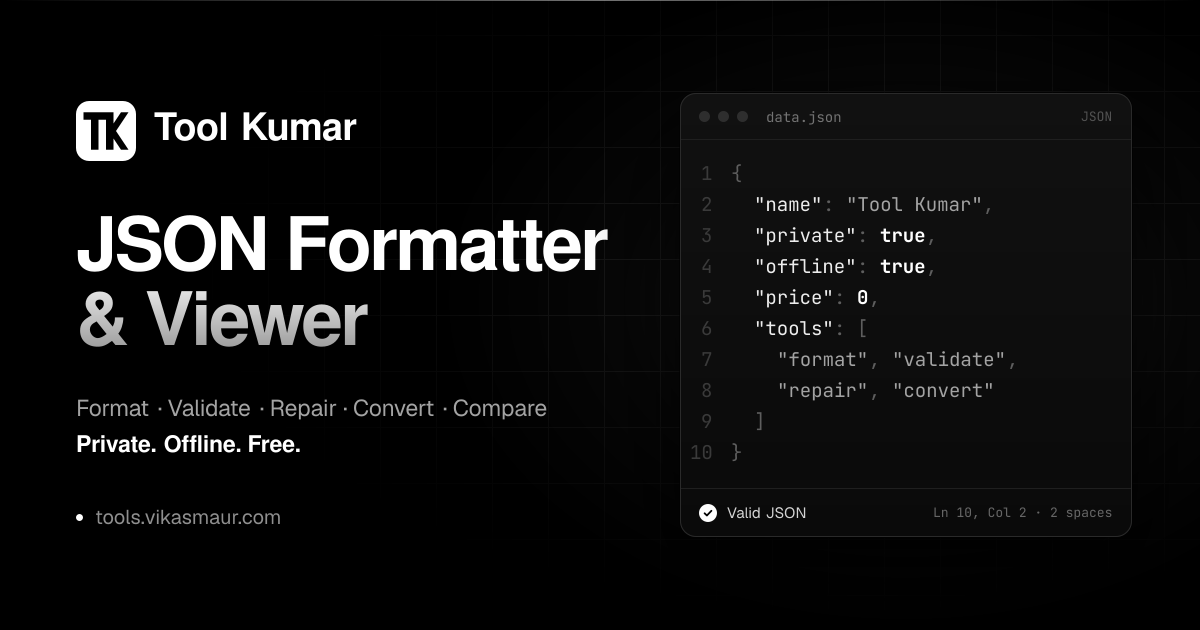 TK Tool Kumar
JSON Formatter
& Viewer
Format · Validate · Repair · Convert · Compare
Private. Offline. Free.
tools.vikasmaur.com
data.json JSON
1 {
2   "name": "Tool Kumar",
3   "private": true,
4   "offline": true,
5   "price": 0,
6   "tools": [
7     "format", "validate",
8     "repair", "convert"
9   ]
10 }
Valid JSON Ln 10, Col 2 · 2 spaces